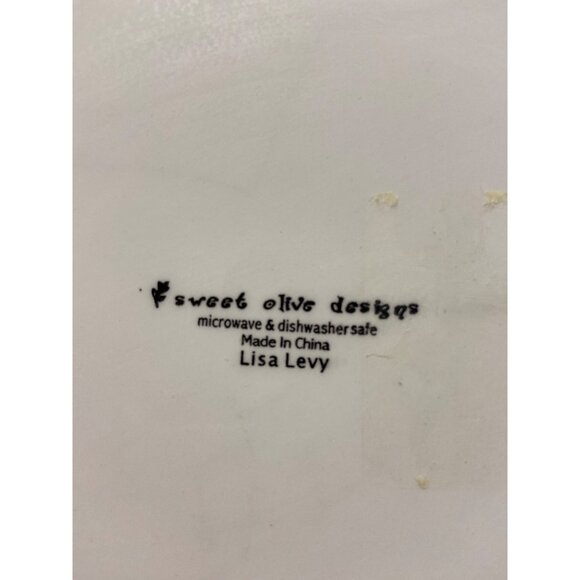 sweet olive designs
microwave & dishwasher safe
Made In China
Lisa Levy